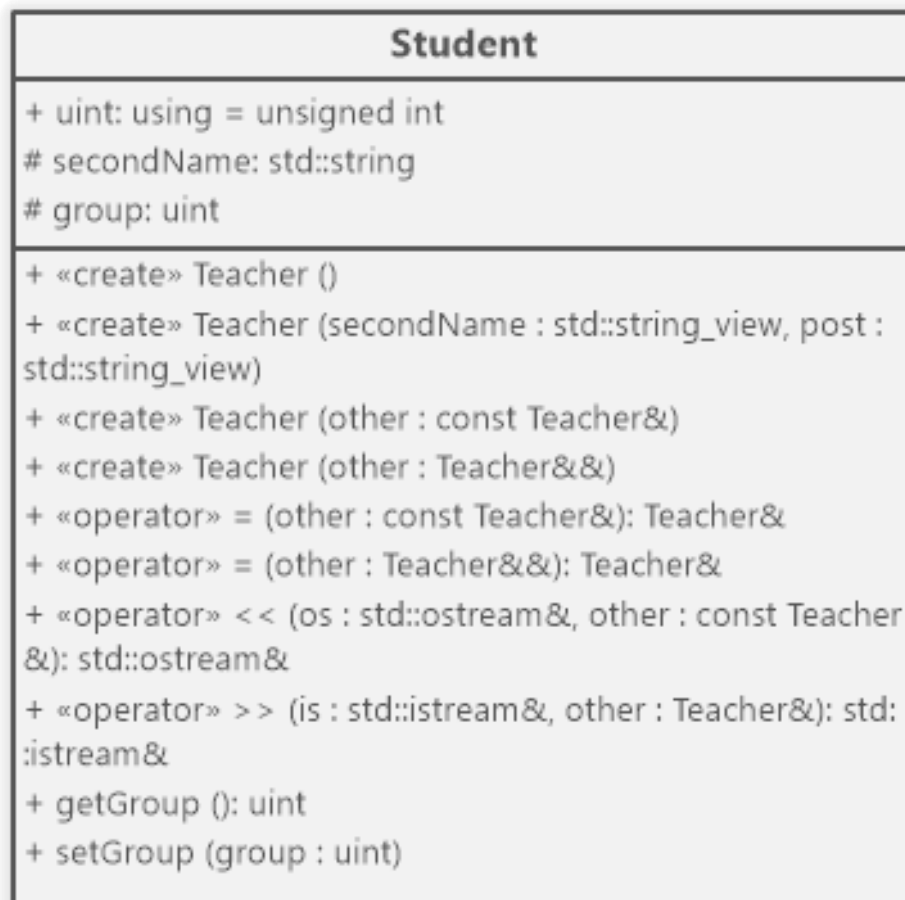 Student
+ uint: using = unsigned int
# secondName: std::string
# group: uint
+ «create» Teacher ()
+ «create» Teacher (secondName : std::string_view, post :
std::string_view)
+ «create» Teacher (other : const Teacher&)
+ «create» Teacher (other : Teacher&&)
+ «operator» = (other : const Teacher&): Teacher&
+ «operator» = (other : Teacher&&): Teacher&
+ «operator» << (os : std::ostream&, other : const Teacher
&): std::ostream&
+ «operator» >> (is : std::istream&, other : Teacher&): std:
:istream&
+ getGroup (): uint
+ setGroup (group : uint)